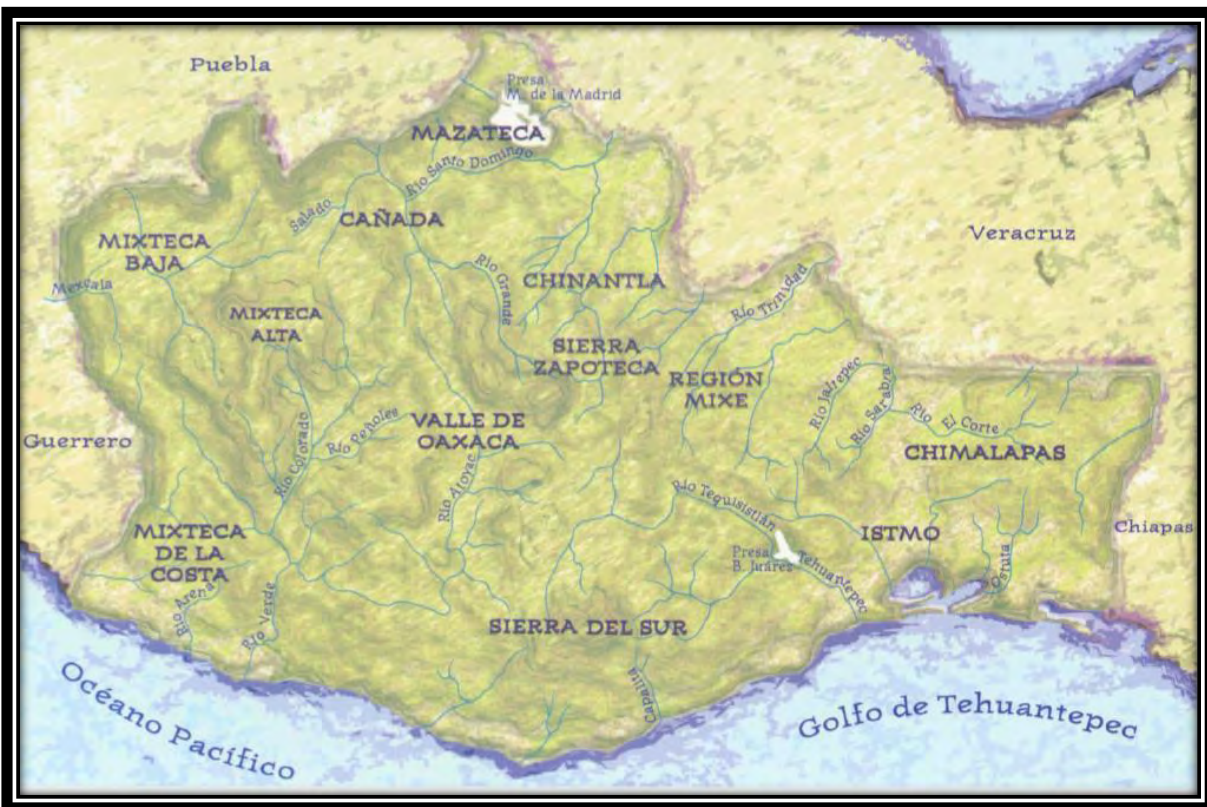 Puebla
Presa
M. de la Madrid
MAZATECA
Río Santo Domingo
Salado
CAÑADA
MIXTECA
BAJA
Veracruz
Mexcala
Río Grande
CHINANTLA
Río Trinidad
MIXTECA
ALTA
SIERRA
ZAPOTECA
REGIÓN
MIXE
Río Jaltepec
Río Sarabia
Río El Corte
Guerrero
VALLE DE
OAXACA
Río Peñoles
Río Colorado
CHIMALAPAS
Río Atoyac
Río Tequisistlán
MIXTECA
DE LA
COSTA
ISTMO
Chiapas
Presa
B. Juárez
Tehuantepec
Ostuta
Río Arena
Río Verde
SIERRA DEL SUR
Capalita
Océano Pacífico
Golfo de Tehuantepec